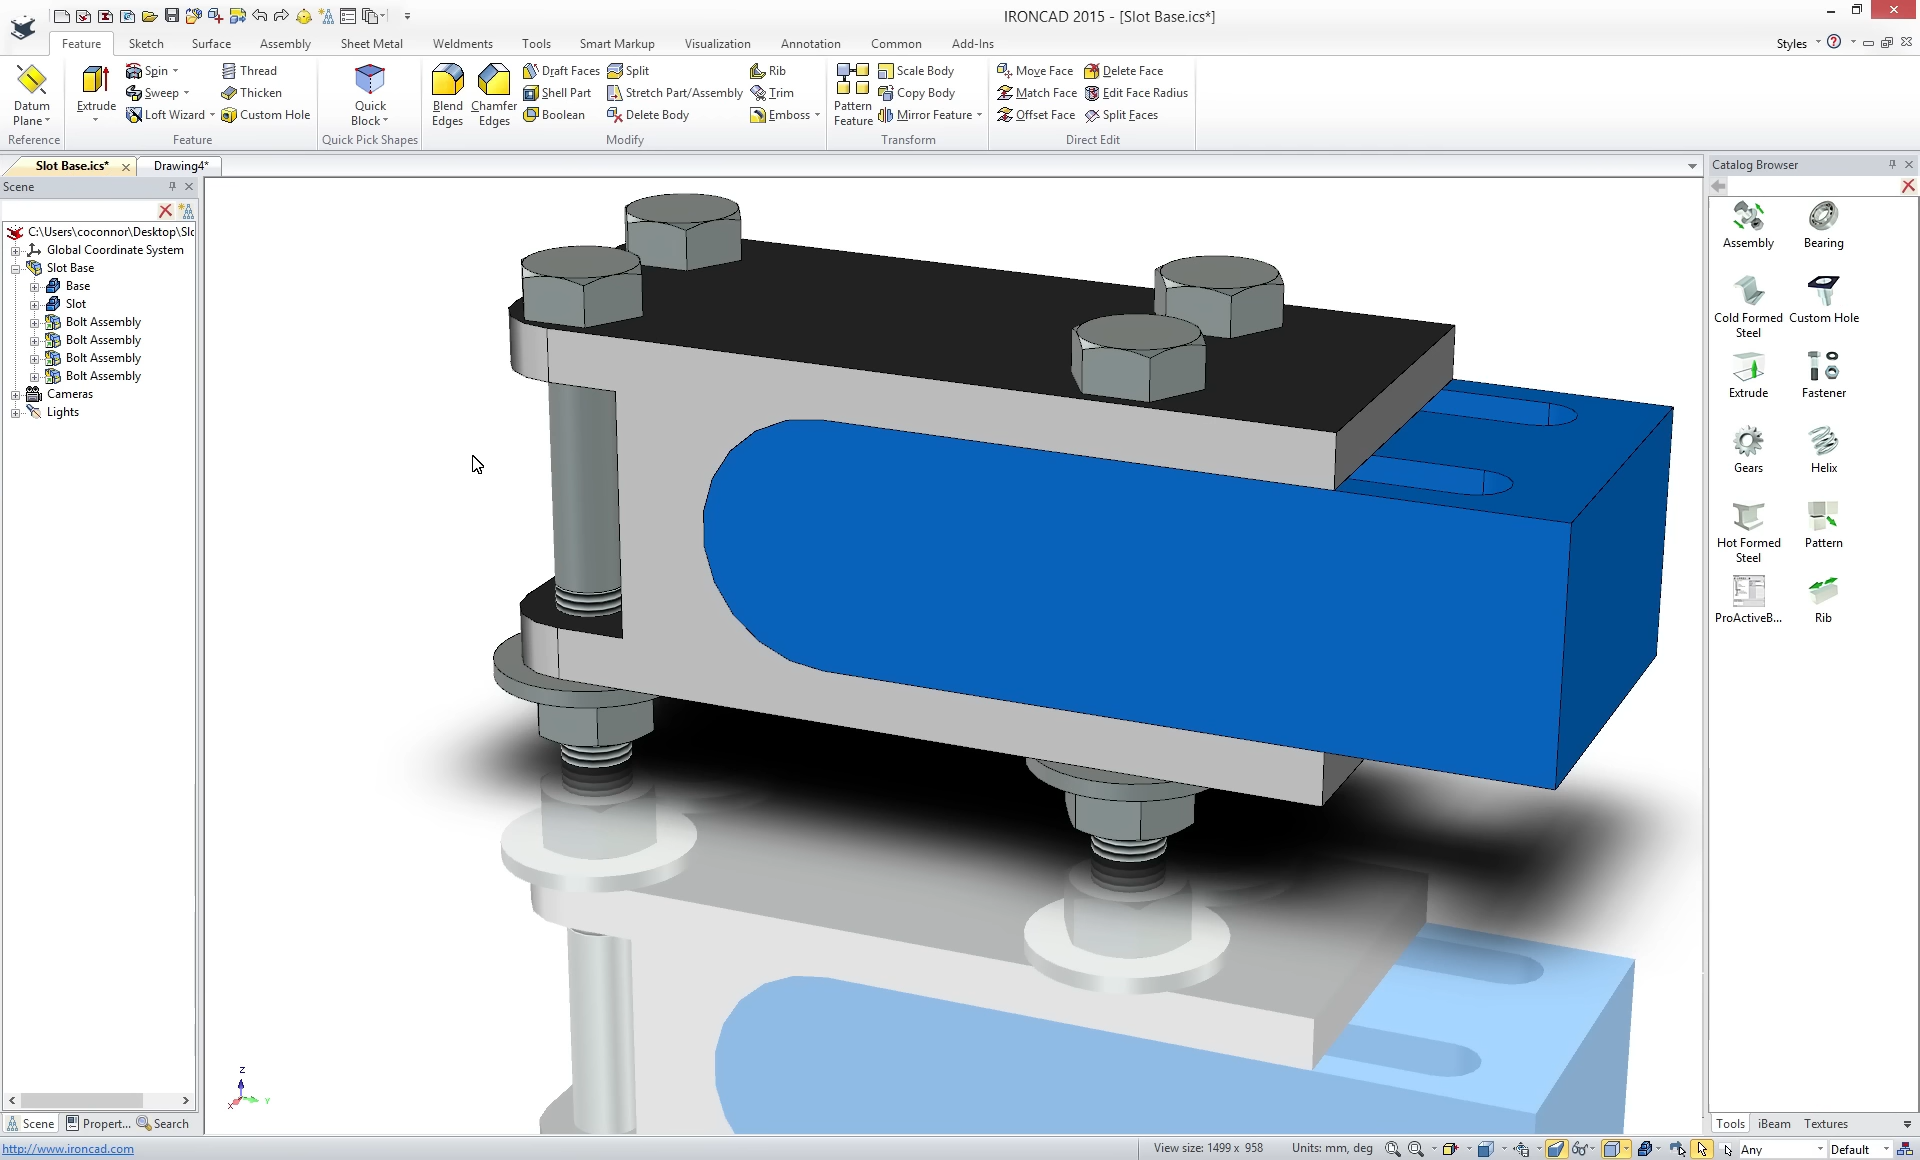 IRONCAD 2015 - [Slot Base.ics*]
Feature Sketch Surface Assembly Sheet Metal Weldments Tools Smart Markup Visualization Annotation Common Add-Ins Styles
Datum Plane
Extrude
Spin
Sweep
Loft Wizard
Thread
Thicken
Custom Hole
Quick Block
Blend Edges
Chamfer Edges
Draft Faces
Shell Part
Boolean
Split
Stretch Part/Assembly
Delete Body
Rib
Trim
Emboss
Pattern Feature
Scale Body
Copy Body
Mirror Feature
Move Face
Match Face
Offset Face
Delete Face
Edit Face Radius
Split Faces
Reference Feature Quick Pick Shapes Modify Transform Direct Edit
Slot Base.ics* Drawing4*
Scene
C:\Users\coconnor\Desktop\Slo
Global Coordinate System
Slot Base
Base
Slot
Bolt Assembly
Bolt Assembly
Bolt Assembly
Bolt Assembly
Cameras
Lights
Z
X
Y
Catalog Browser
Assembly Bearing
Cold Formed Steel
Custom Hole
Extrude Fastener
Gears Helix
Hot Formed Steel
Pattern
ProActiveB... Rib
Scene Propert... Search
Tools iBeam Textures
http://www.ironcad.com
View size: 1499 x 958 Units: mm, deg Any Default